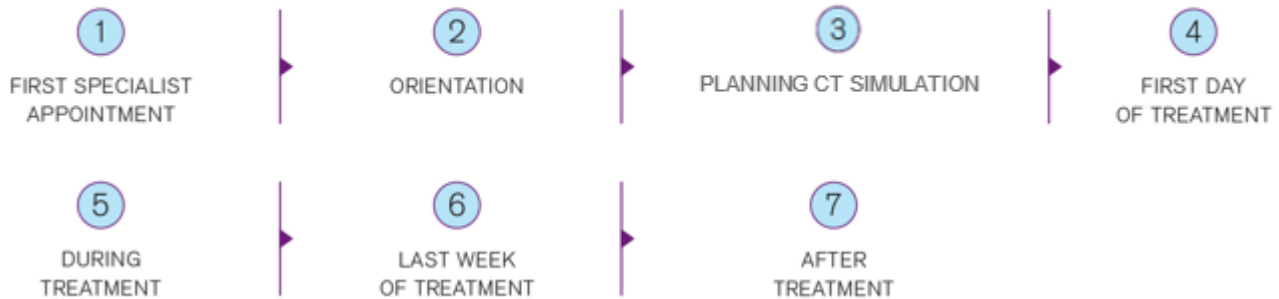 1
FIRST SPECIALIST
APPOINTMENT
2
ORIENTATION
3
PLANNING CT SIMULATION
4
FIRST DAY
OF TREATMENT
5
DURING
TREATMENT
6
LAST WEEK
OF TREATMENT
7
AFTER
TREATMENT